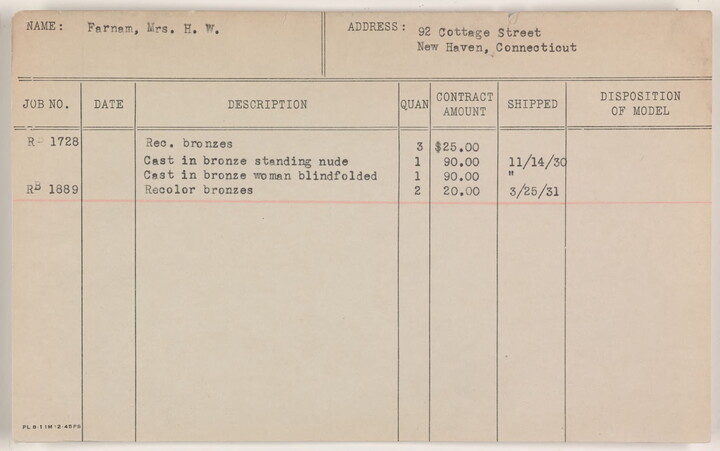 NAME: Farnam, Mrs. H. W. ADDRESS: 92 Cottage Street
New Haven, Connecticut
JOB NO. DATE DESCRIPTION QUAN CONTRACT AMOUNT SHIPPED DISPOSITION OF MODEL
RB 1728 Rec. bronzes 3 $25.00
Cast in bronze standing nude 1 90.00 11/14/30
Cast in bronze woman blindfolded 1 90.00 "
RB 1889 Recolor bronzes 2 20.00 3/25/31